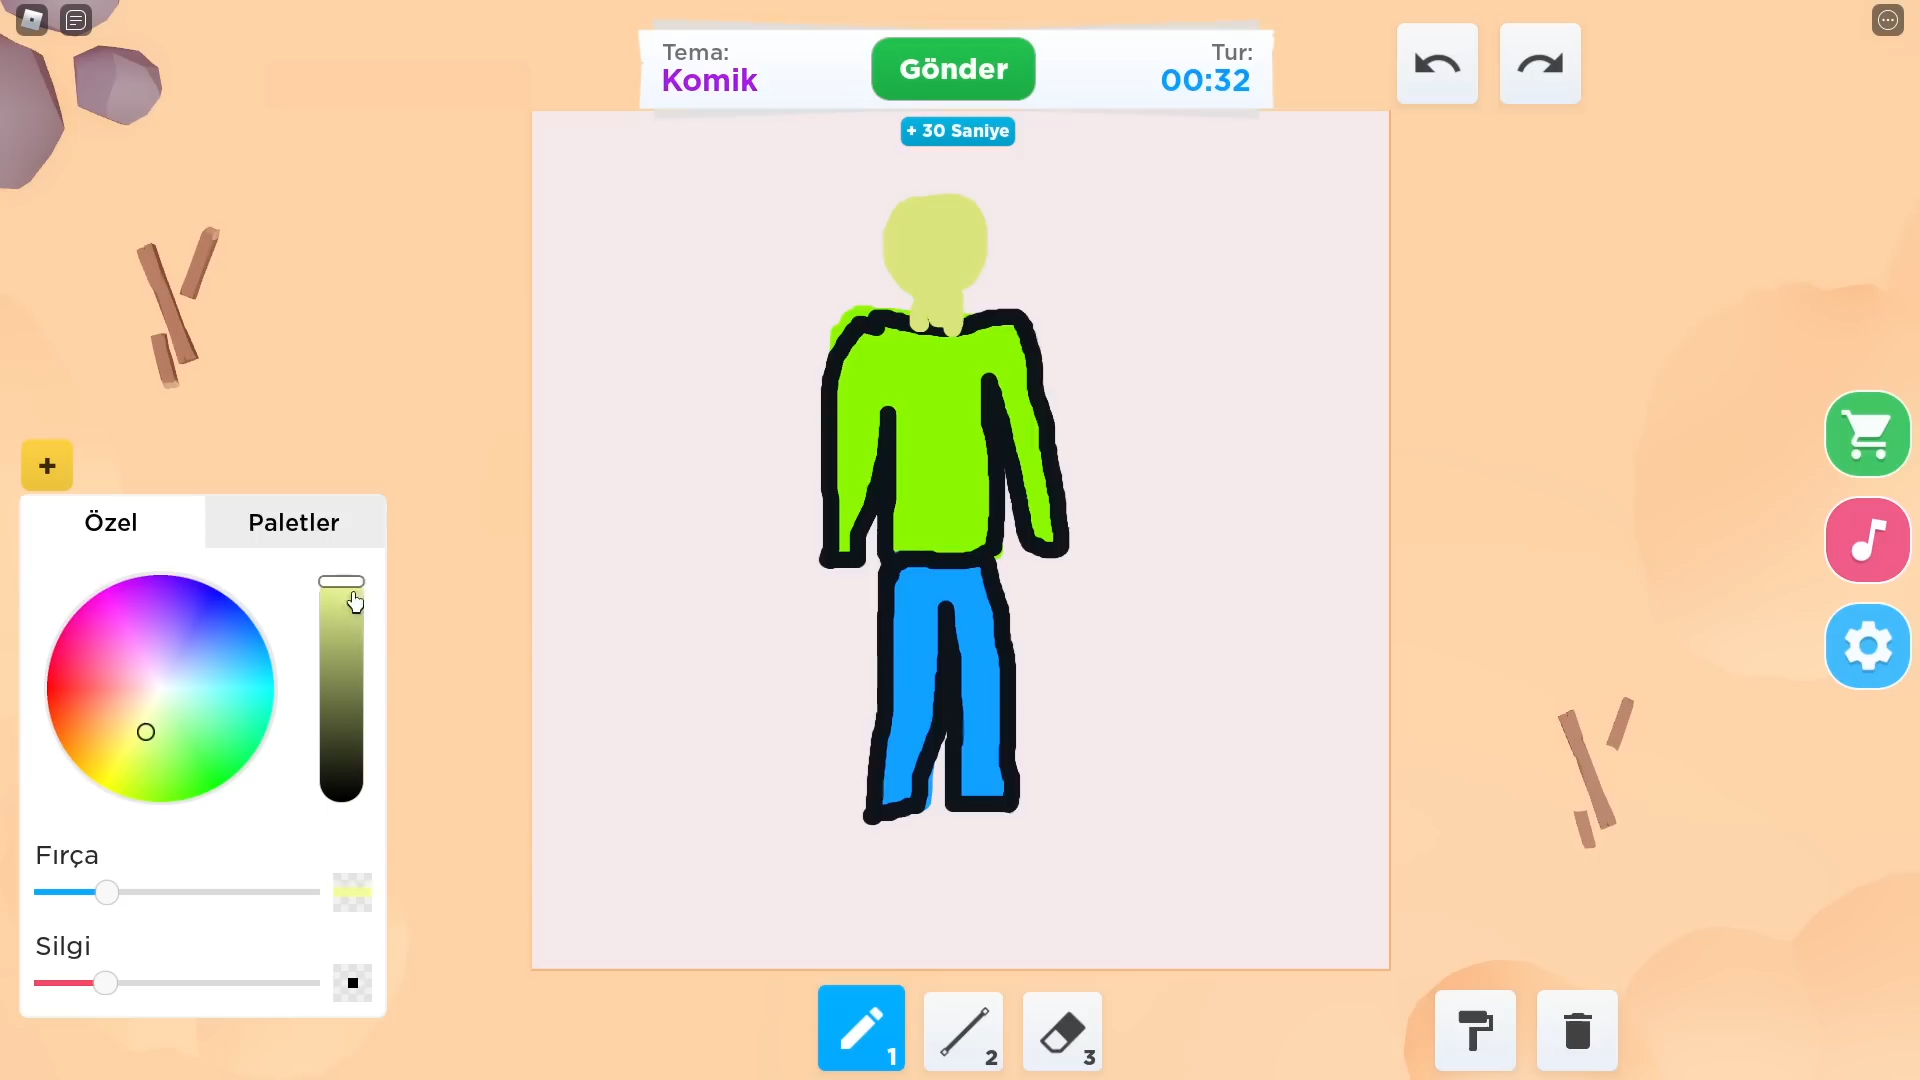 Tema:
Komik
Gönder
Tur:
00:32
+ 30 Saniye
+
Özel
Paletler
Fırça
Silgi
1
2
3